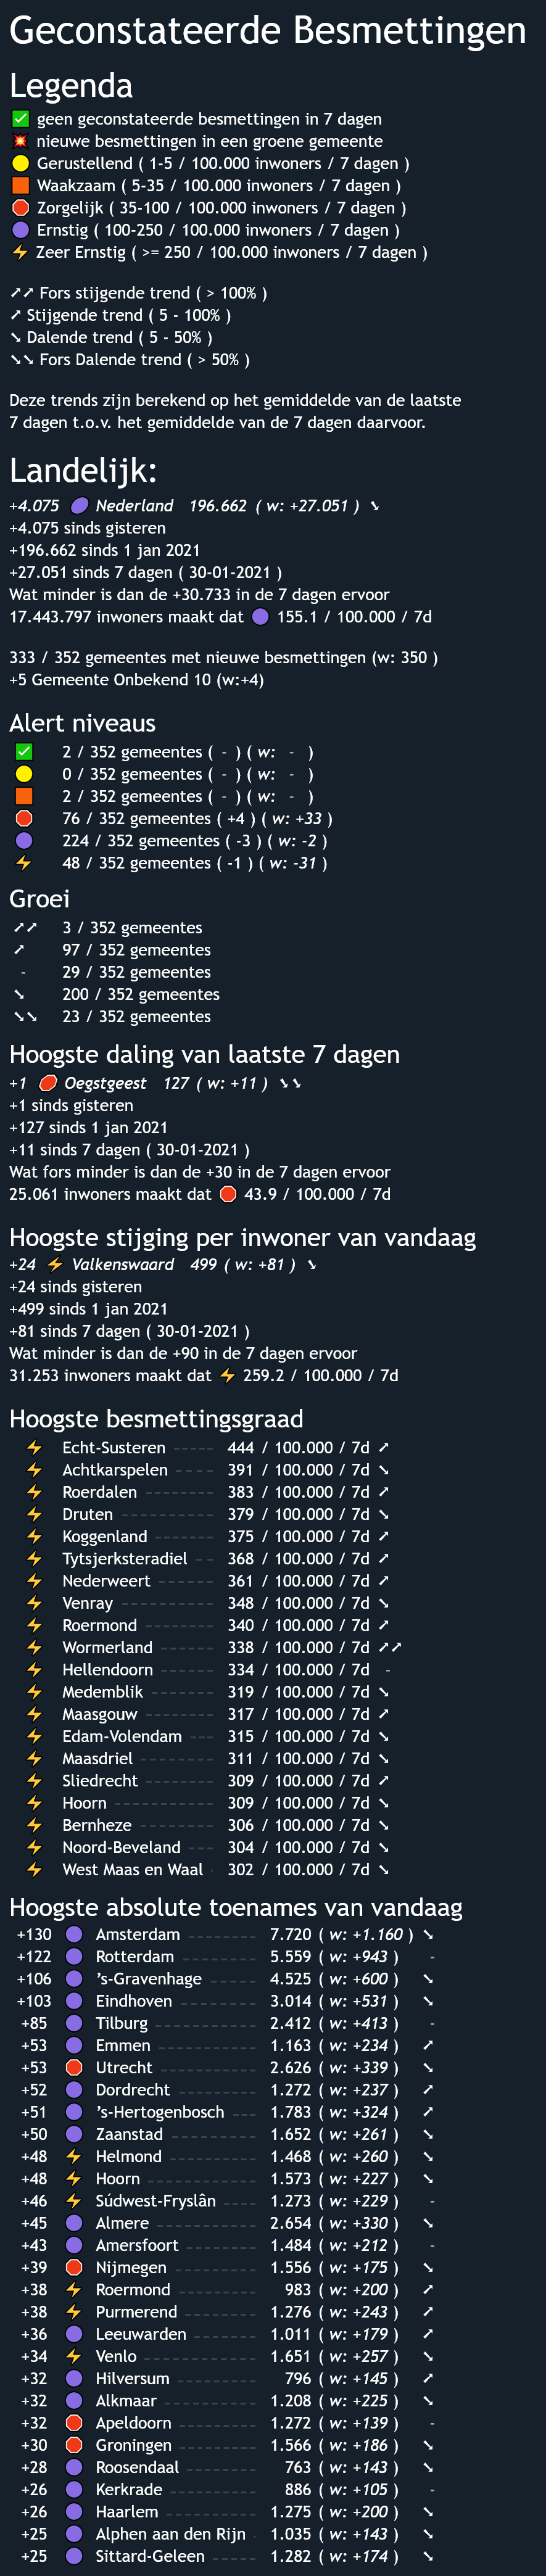 Geconstateerde Besmettingen
Legenda
✅ geen geconstateerde besmettingen in 7 dagen
💥 nieuwe besmettingen in een groene gemeente
🟡 Gerustellend ( 1-5 / 100.000 inwoners / 7 dagen )
🟧 Waakzaam ( 5-35 / 100.000 inwoners / 7 dagen )
🛑 Zorgelijk ( 35-100 / 100.000 inwoners / 7 dagen )
🟣 Ernstig ( 100-250 / 100.000 inwoners / 7 dagen )
⚡ Zeer Ernstig ( >= 250 / 100.000 inwoners / 7 dagen )
➚➚ Fors stijgende trend ( > 100% )
➚ Stijgende trend ( 5 - 100% )
➘ Dalende trend ( 5 - 50% )
➘➘ Fors Dalende trend ( > 50% )
Deze trends zijn berekend op het gemiddelde van de laatste
7 dagen t.o.v. het gemiddelde van de 7 dagen daarvoor.
Landelijk:
+4.075 🟣 Nederland 196.662 ( w: +27.051 ) ➘
+4.075 sinds gisteren
+196.662 sinds 1 jan 2021
+27.051 sinds 7 dagen ( 30-01-2021 )
Wat minder is dan de +30.733 in de 7 dagen ervoor
17.443.797 inwoners maakt dat 🟣 155.1 / 100.000 / 7d
333 / 352 gemeentes met nieuwe besmettingen (w: 350 )
+5 Gemeente Onbekend 10 (w:+4)
Alert niveaus
✅ 2 / 352 gemeentes ( - ) ( w: - )
🟡 0 / 352 gemeentes ( - ) ( w: - )
🟧 2 / 352 gemeentes ( - ) ( w: - )
🛑 76 / 352 gemeentes ( +4 ) ( w: +33 )
🟣 224 / 352 gemeentes ( -3 ) ( w: -2 )
⚡ 48 / 352 gemeentes ( -1 ) ( w: -31 )
Groei
➚➚ 3 / 352 gemeentes
➚ 97 / 352 gemeentes
- 29 / 352 gemeentes
➘ 200 / 352 gemeentes
➘➘ 23 / 352 gemeentes
Hoogste daling van laatste 7 dagen
+1 🛑 Oegstgeest 127 ( w: +11 ) ➘➘
+1 sinds gisteren
+127 sinds 1 jan 2021
+11 sinds 7 dagen ( 30-01-2021 )
Wat fors minder is dan de +30 in de 7 dagen ervoor
25.061 inwoners maakt dat 🛑 43.9 / 100.000 / 7d
Hoogste stijging per inwoner van vandaag
+24 ⚡ Valkenswaard 499 ( w: +81 ) ➘
+24 sinds gisteren
+499 sinds 1 jan 2021
+81 sinds 7 dagen ( 30-01-2021 )
Wat minder is dan de +90 in de 7 dagen ervoor
31.253 inwoners maakt dat ⚡ 259.2 / 100.000 / 7d
Hoogste besmettingsgraad
⚡ Echt-Susteren ------ 444 / 100.000 / 7d ➚
⚡ Achtkarspelen ----- 391 / 100.000 / 7d ➘
⚡ Roerdalen -------- 383 / 100.000 / 7d ➚
⚡ Druten ----------- 379 / 100.000 / 7d ➘
⚡ Koggenland ------- 375 / 100.000 / 7d ➚
⚡ Tytsjerksteradiel -- 368 / 100.000 / 7d ➚
⚡ Nederweert ------- 361 / 100.000 / 7d ➚
⚡ Venray ----------- 348 / 100.000 / 7d ➘
⚡ Roermond -------- 340 / 100.000 / 7d ➚
⚡ Wormerland ------- 338 / 100.000 / 7d ➚➚
⚡ Hellendoorn ------- 334 / 100.000 / 7d -
⚡ Medemblik -------- 319 / 100.000 / 7d ➘
⚡ Maasgouw -------- 317 / 100.000 / 7d ➚
⚡ Edam-Volendam ---- 315 / 100.000 / 7d ➘
⚡ Maasdriel --------- 311 / 100.000 / 7d ➘
⚡ Sliedrecht -------- 309 / 100.000 / 7d ➚
⚡ Hoorn ------------ 309 / 100.000 / 7d ➘
⚡ Bernheze --------- 306 / 100.000 / 7d ➘
⚡ Noord-Beveland --- 304 / 100.000 / 7d ➘
⚡ West Maas en Waal - 302 / 100.000 / 7d ➘
Hoogste absolute toenames van vandaag
+130 🟣 Amsterdam -------- 7.720 ( w: +1.160 ) ➘
+122 🟣 Rotterdam --------- 5.559 ( w: +943 ) -
+106 🟣 's-Gravenhage ------ 4.525 ( w: +600 ) ➘
+103 🟣 Eindhoven --------- 3.014 ( w: +531 ) ➘
+85 🟣 Tilburg ------------ 2.412 ( w: +413 ) -
+53 🟣 Emmen ------------ 1.163 ( w: +234 ) ➚
+53 🛑 Utrecht ------------ 2.626 ( w: +339 ) ➘
+52 🟣 Dordrecht --------- 1.272 ( w: +237 ) ➚
+51 🟣 's-Hertogenbosch --- 1.783 ( w: +324 ) ➚
+50 🟣 Zaanstad ---------- 1.652 ( w: +261 ) ➘
+48 ⚡ Helmond ---------- 1.468 ( w: +260 ) ➘
+48 ⚡ Hoorn ------------- 1.573 ( w: +227 ) ➘
+46 ⚡ Súdwest-Fryslân ---- 1.273 ( w: +229 ) -
+45 🟣 Almere ------------ 2.654 ( w: +330 ) ➘
+43 🟣 Amersfoort -------- 1.484 ( w: +212 ) -
+39 🛑 Nijmegen ---------- 1.556 ( w: +175 ) ➘
+38 ⚡ Roermond --------- 983 ( w: +200 ) ➚
+38 ⚡ Purmerend --------- 1.276 ( w: +243 ) ➚
+36 🟣 Leeuwarden -------- 1.011 ( w: +179 ) ➚
+34 ⚡ Venlo ------------- 1.651 ( w: +257 ) ➘
+32 🟣 Hilversum ---------- 796 ( w: +145 ) ➚
+32 🟣 Alkmaar ----------- 1.208 ( w: +225 ) ➘
+32 🛑 Apeldoorn --------- 1.272 ( w: +139 ) -
+30 🛑 Groningen --------- 1.566 ( w: +186 ) ➘
+28 🟣 Roosendaal -------- 763 ( w: +143 ) ➘
+26 🟣 Kerkrade ---------- 886 ( w: +105 ) -
+26 🟣 Haarlem ----------- 1.275 ( w: +200 ) ➘
+25 🟣 Alphen aan den Rijn - 1.035 ( w: +143 ) ➘
+25 🟣 Sittard-Geleen ------ 1.282 ( w: +174 ) ➘